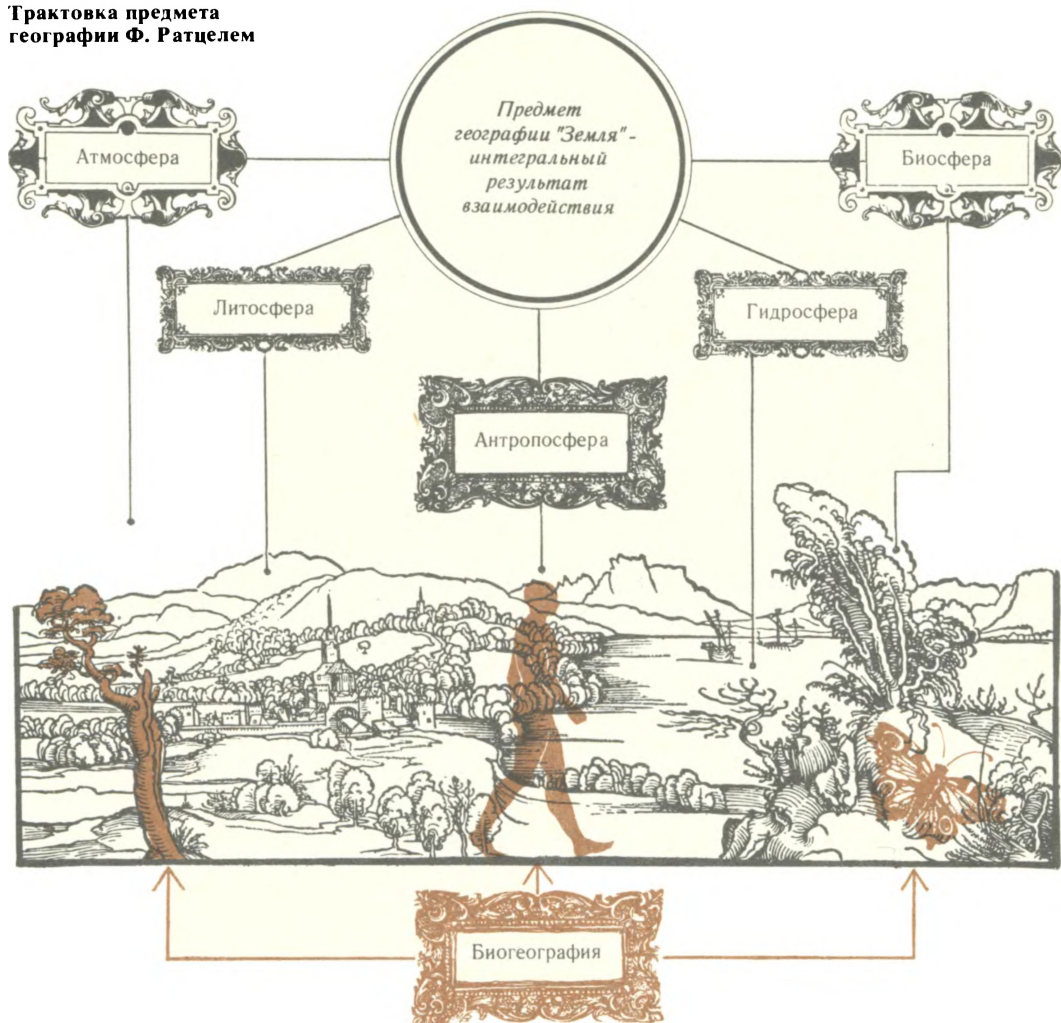 Трактовка предмета
географии Ф. Ратцелем
Предмет
географии "Земля" -
интегральный
результат
взаимодействия
Атмосфера
Биосфера
Литосфера
Гидросфера
Антропосфера
Биогеография